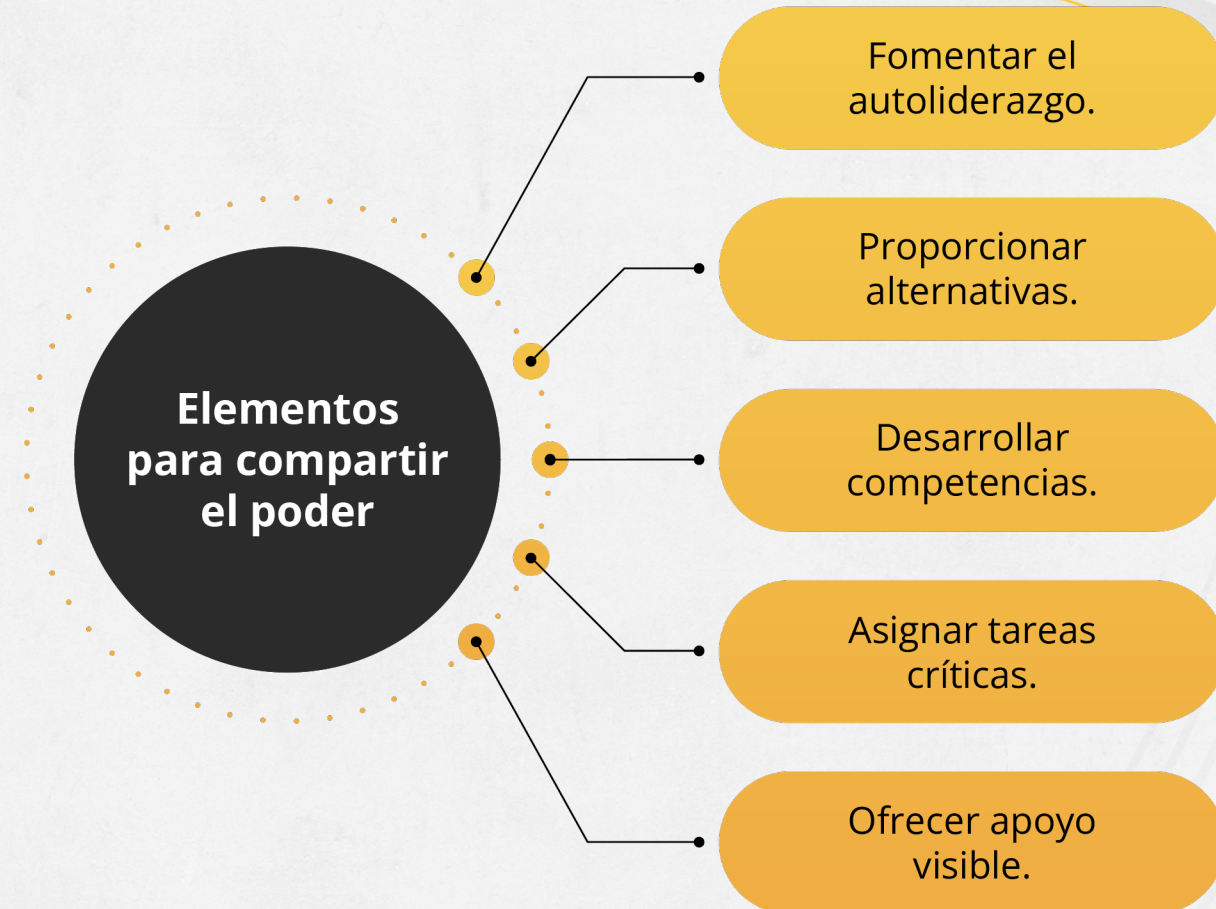 Elementos
para compartir
el poder
Fomentar el
autoliderazgo.
Proporcionar
alternativas.
Desarrollar
competencias.
Asignar tareas
críticas.
Ofrecer apoyo
visible.